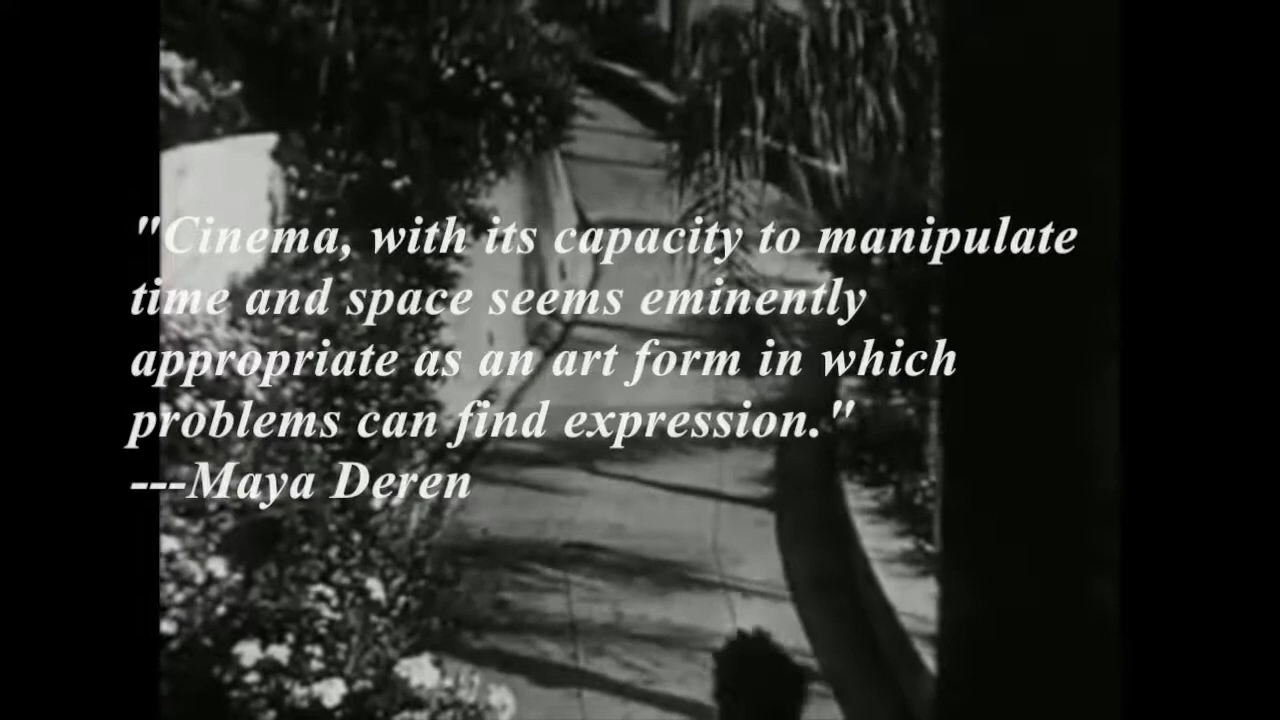 "Cinema, with its capacity to manipulate
time and space seems eminently
appropriate as an art form in which
problems can find expression."
---Maya Deren